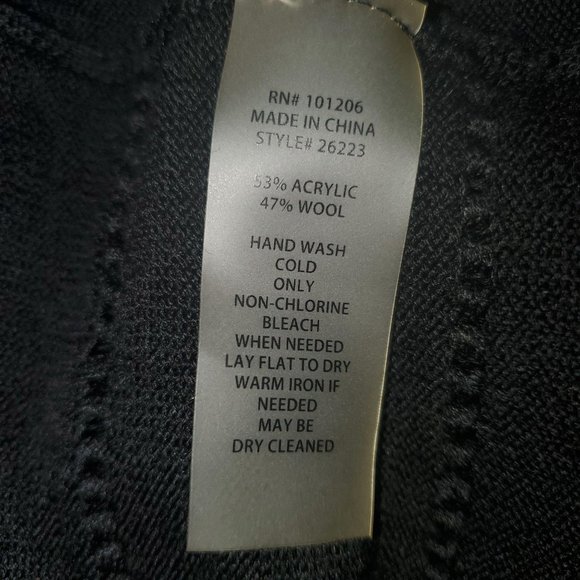 RN# 101206
MADE IN CHINA
STYLE# 26223
53% ACRYLIC
47% WOOL
HAND WASH
COLD
ONLY
NON-CHLORINE
BLEACH
WHEN NEEDED
LAY FLAT TO DRY
WARM IRON IF
NEEDED
MAY BE
DRY CLEANED